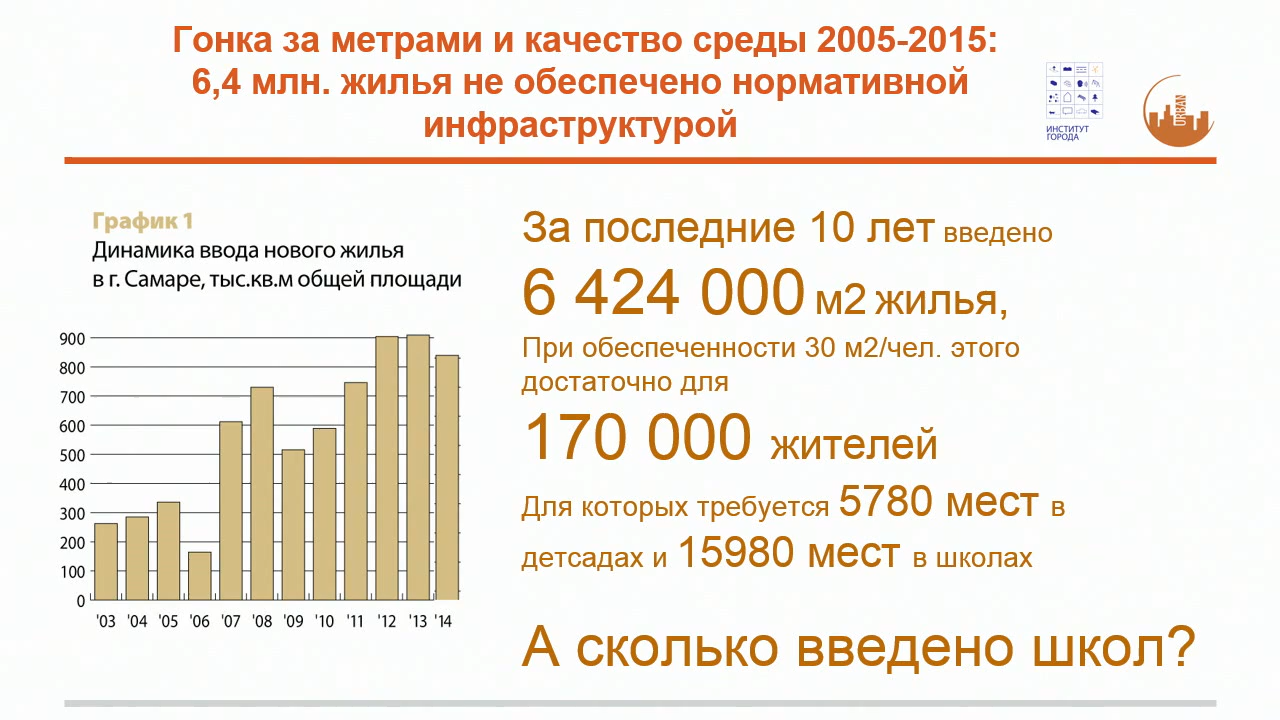 Гонка за метрами и качество среды 2005-2015:
6,4 млн. жилья не обеспечено нормативной
инфраструктурой
ИНСТИТУТ
ГОРОДА
URBAN
График 1
Динамика ввода нового жилья
в г. Самаре, тыс.кв.м общей площади
900
800
700
600
500
400
300
200
100
0
'03 '04 '05 '06 '07 '08 '09 '10 '11 '12 '13 '14
За последние 10 лет введено
6 424 000 м2 жилья,
При обеспеченности 30 м2/чел. этого
достаточно для
170 000 жителей
Для которых требуется 5780 мест в
детсадах и 15980 мест в школах
А сколько введено школ?